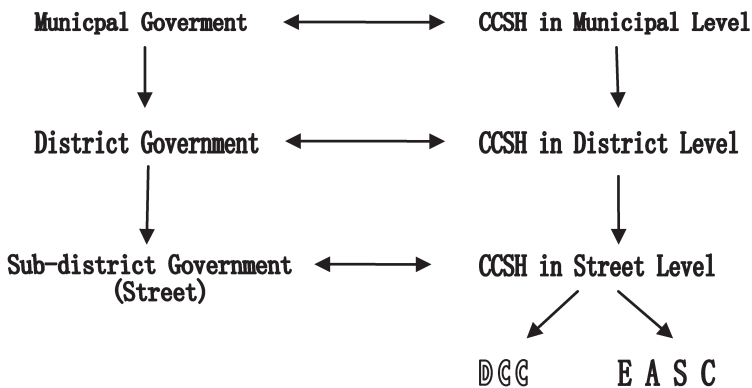 Municpal Goverment
CCSH in Municipal Level
District Government
CCSH in District Level
Sub-district Government
(Street)
CCSH in Street Level
DCC
E A S C